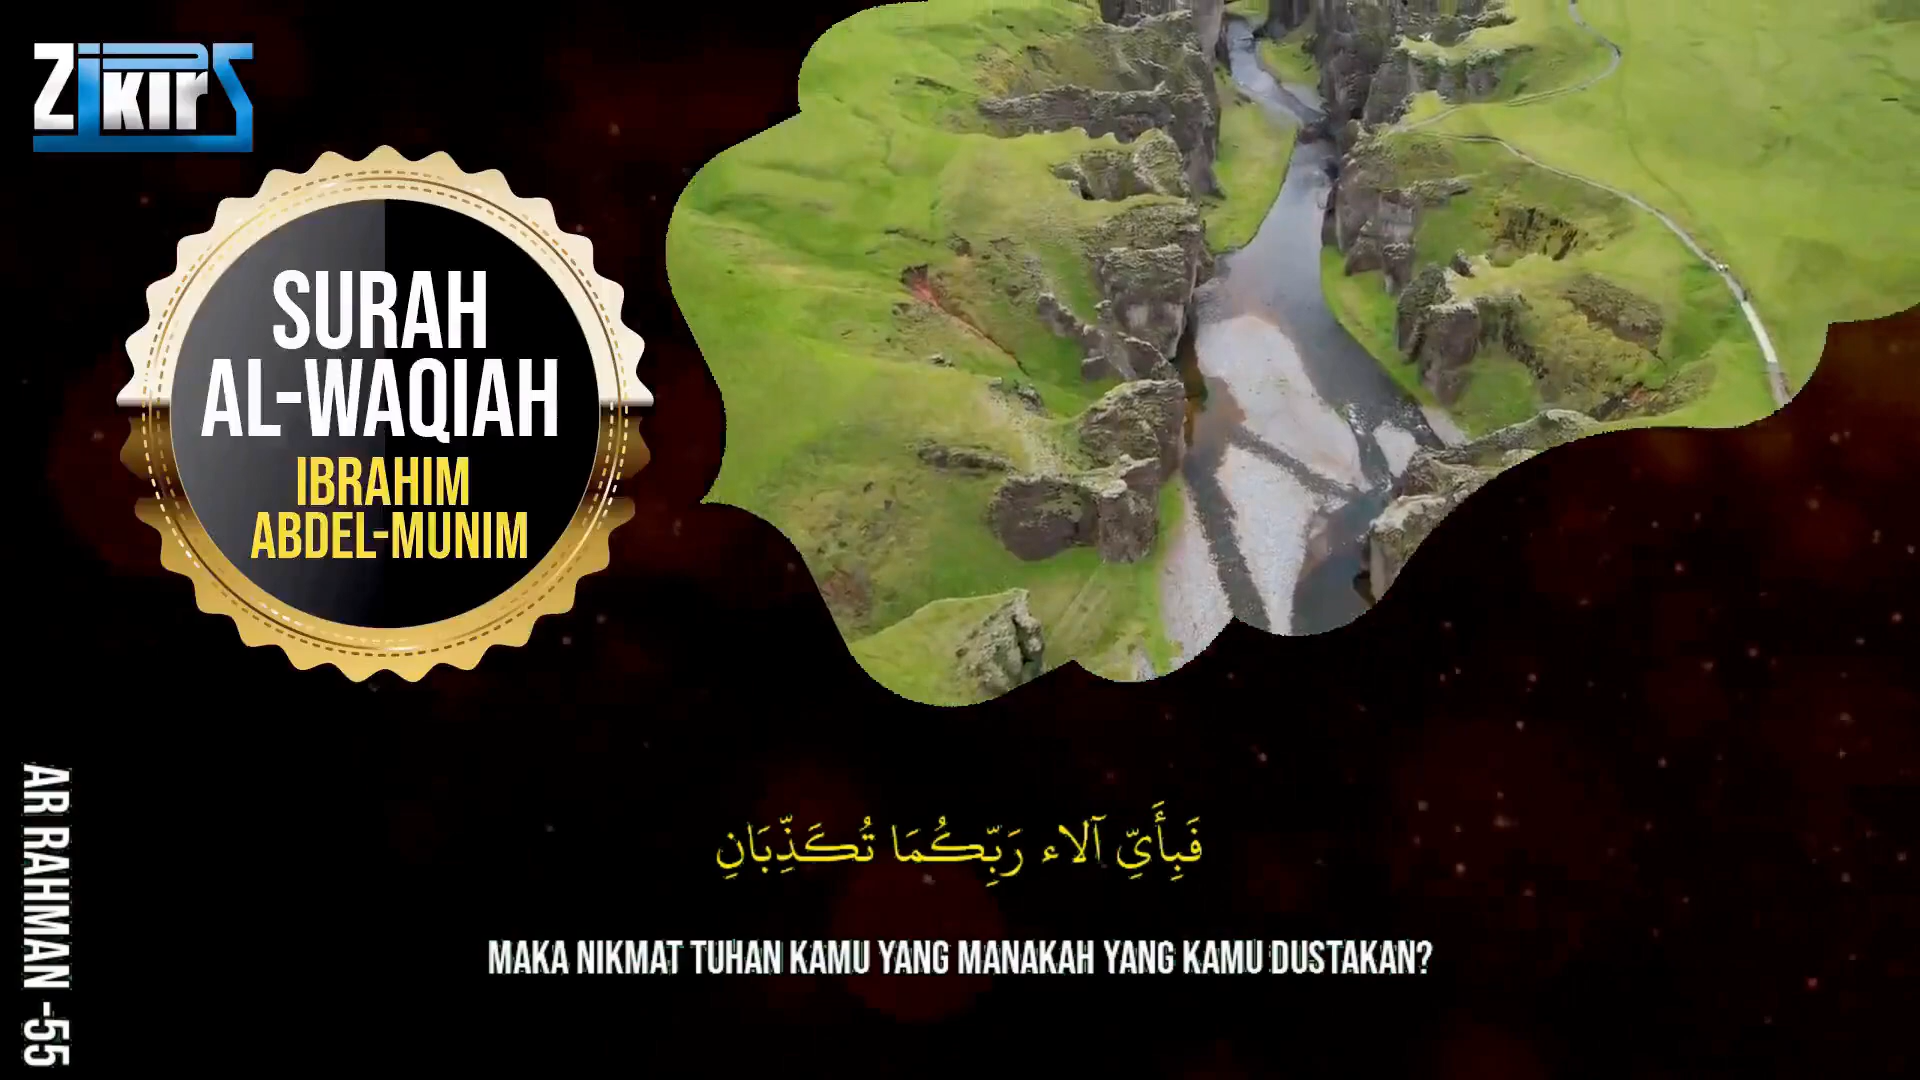 ZikirS
SURAH
AL-WAQIAH
IBRAHIM
ABDEL-MUNIM
فَبِأَيِّ آلاء رَبِّكُمَا تُكَذِّبَانِ
MAKA NIKMAT TUHAN KAMU YANG MANAKAH YANG KAMU DUSTAKAN?
AR RAHMAN -55